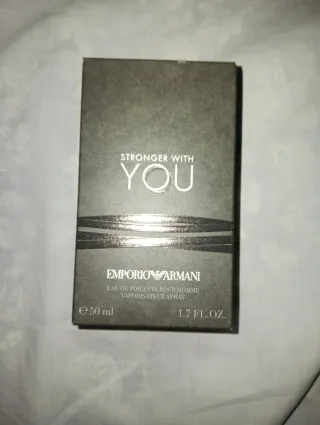 STRONGER WITH
YOU
EMPORIO ARMANI
EAU DE TOILETTE POUR HOMME
VAPORISATEUR SPRAY
℮ 50 ml 1.7 FL.OZ.